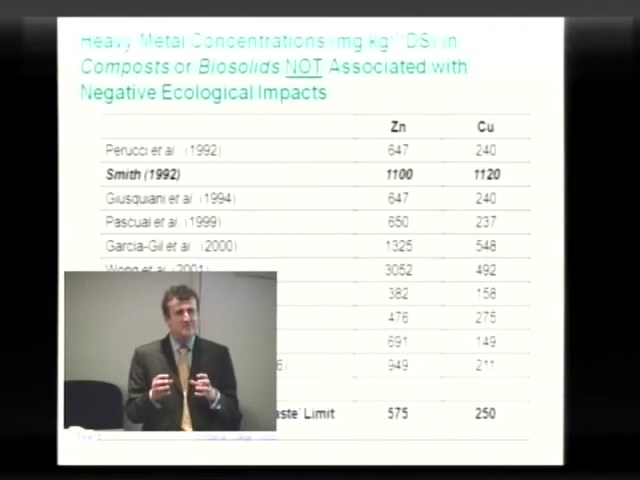 Heavy Metal Concentrations (mg kg⁻¹ DS) in
Composts or Biosolids NOT Associated with
Negative Ecological Impacts
Zn Cu
Perucci et al (1992) 647 240
Smith (1992) 1100 1120
Giusquiani et al (1994) 647 240
Pascual et al (1999) 650 237
Garcia-Gil et al (2000) 1325 548
Wong et al (2001) 3052 492
382 158
476 275
691 149
6) 949 211
aste' Limit 575 250